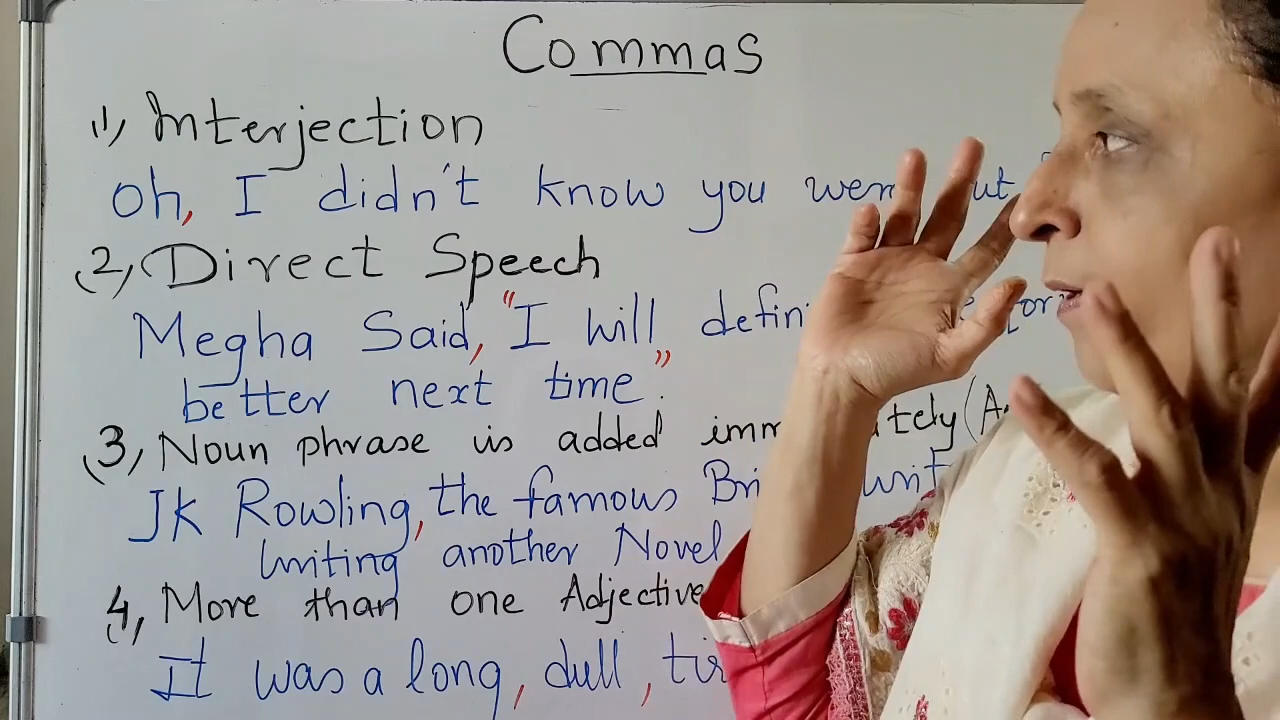 Commas
1, Interjection
Oh, I didn't know you were
2, Direct Speech
Megha Said, "I will
better next time."
3, Noun phrase is added
JK Rowling, the famous
Writing another Novel
4, More than one Adjective
It was a long, dull,